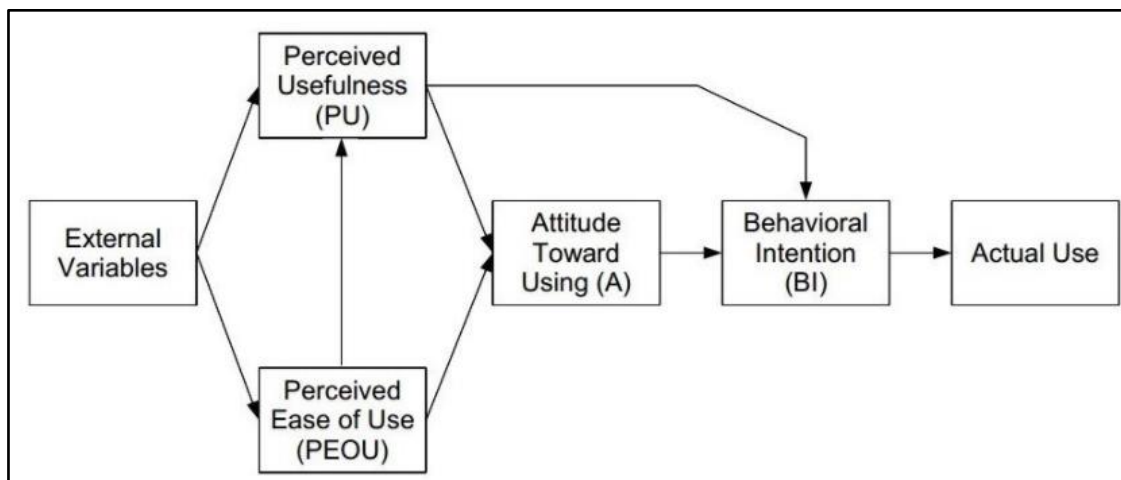 Perceived
Usefulness
(PU)
External
Variables
Attitude
Toward
Using (A)
Behavioral
Intention
(BI)
Actual Use
Perceived
Ease of Use
(PEOU)